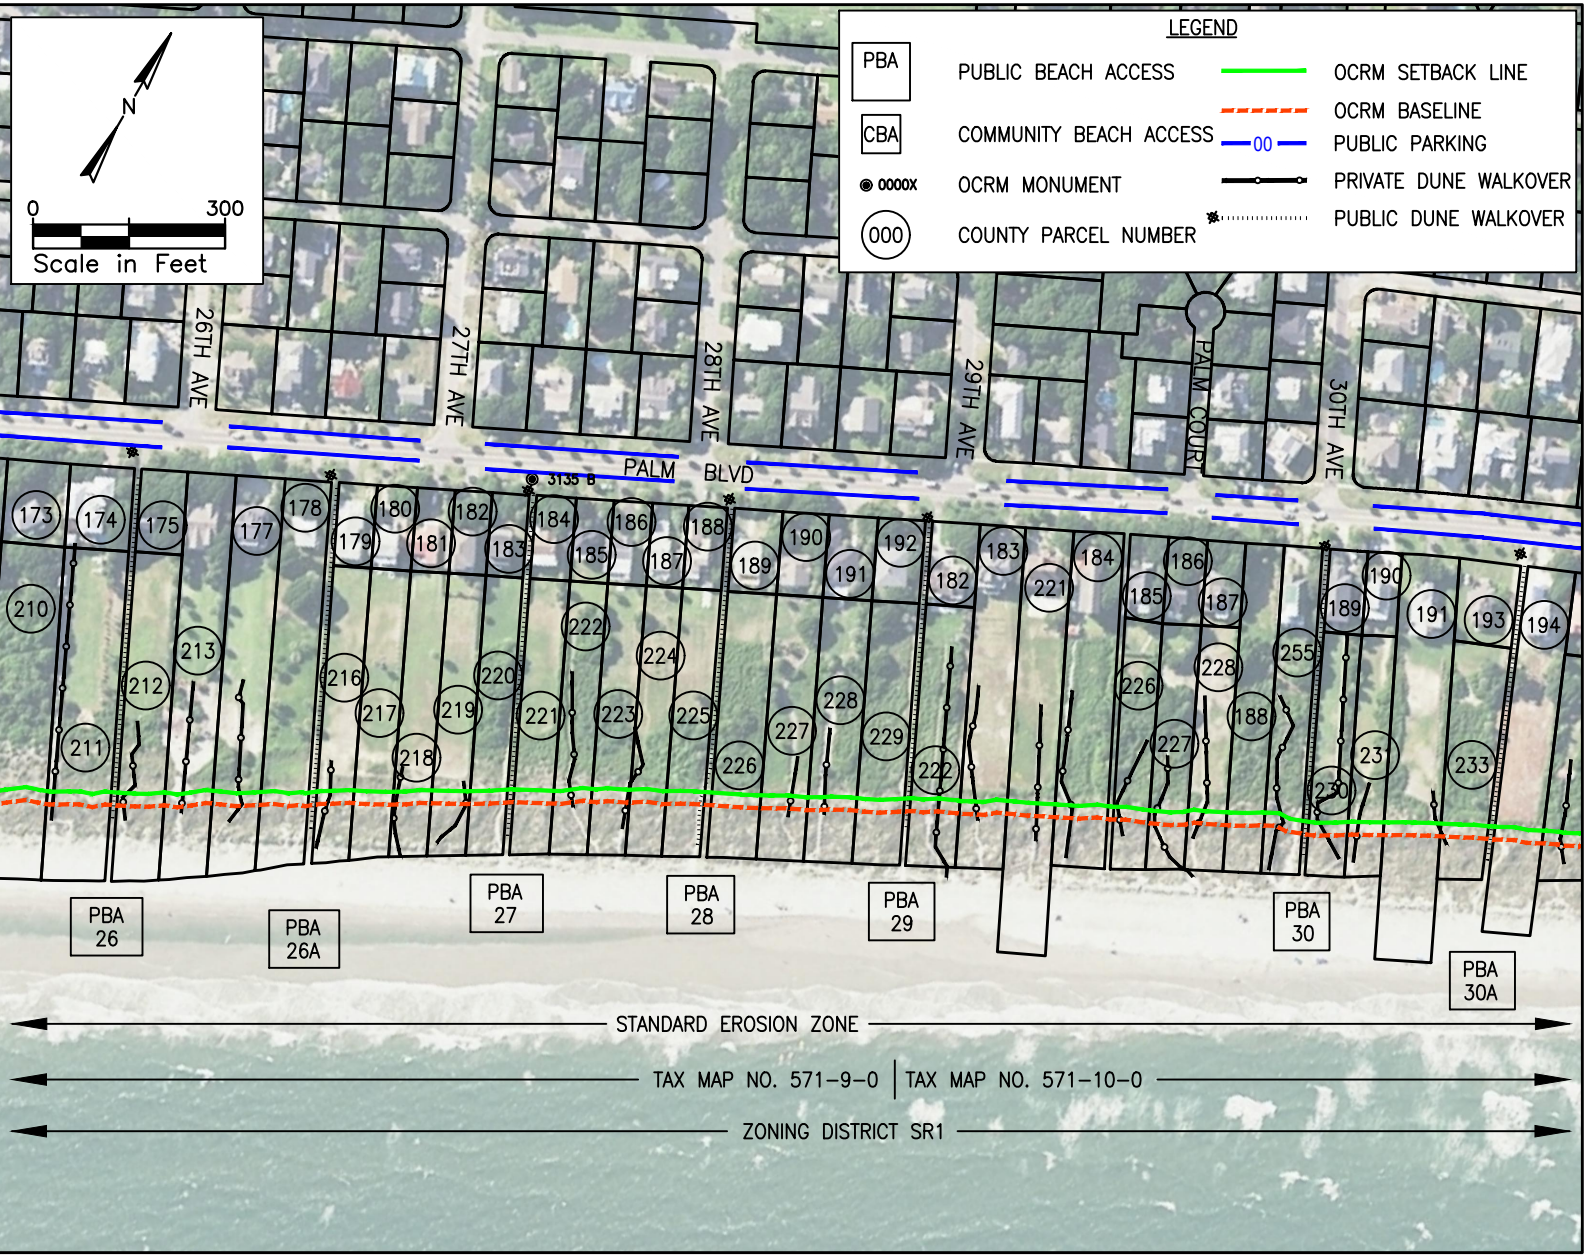 N
0 300
Scale in Feet
LEGEND
PBA PUBLIC BEACH ACCESS
CBA COMMUNITY BEACH ACCESS
0000X OCRM MONUMENT
000 COUNTY PARCEL NUMBER
OCRM SETBACK LINE
OCRM BASELINE
00 PUBLIC PARKING
PRIVATE DUNE WALKOVER
PUBLIC DUNE WALKOVER
26TH AVE
27TH AVE
28TH AVE
29TH AVE
PALM COURT
30TH AVE
PALM BLVD
3135 B
173
174
175
177
178
179
180
181
182
183
184
185
186
187
188
189
190
191
192
182
183
221
184
185
186
187
255
189
190
191
193
194
210
211
212
213
216
217
218
219
220
221
222
223
224
225
226
227
228
229
222
226
227
228
188
230
231
233
PBA
26
PBA
26A
PBA
27
PBA
28
PBA
29
PBA
30
PBA
30A
STANDARD EROSION ZONE
TAX MAP NO. 571-9-0 TAX MAP NO. 571-10-0
ZONING DISTRICT SR1